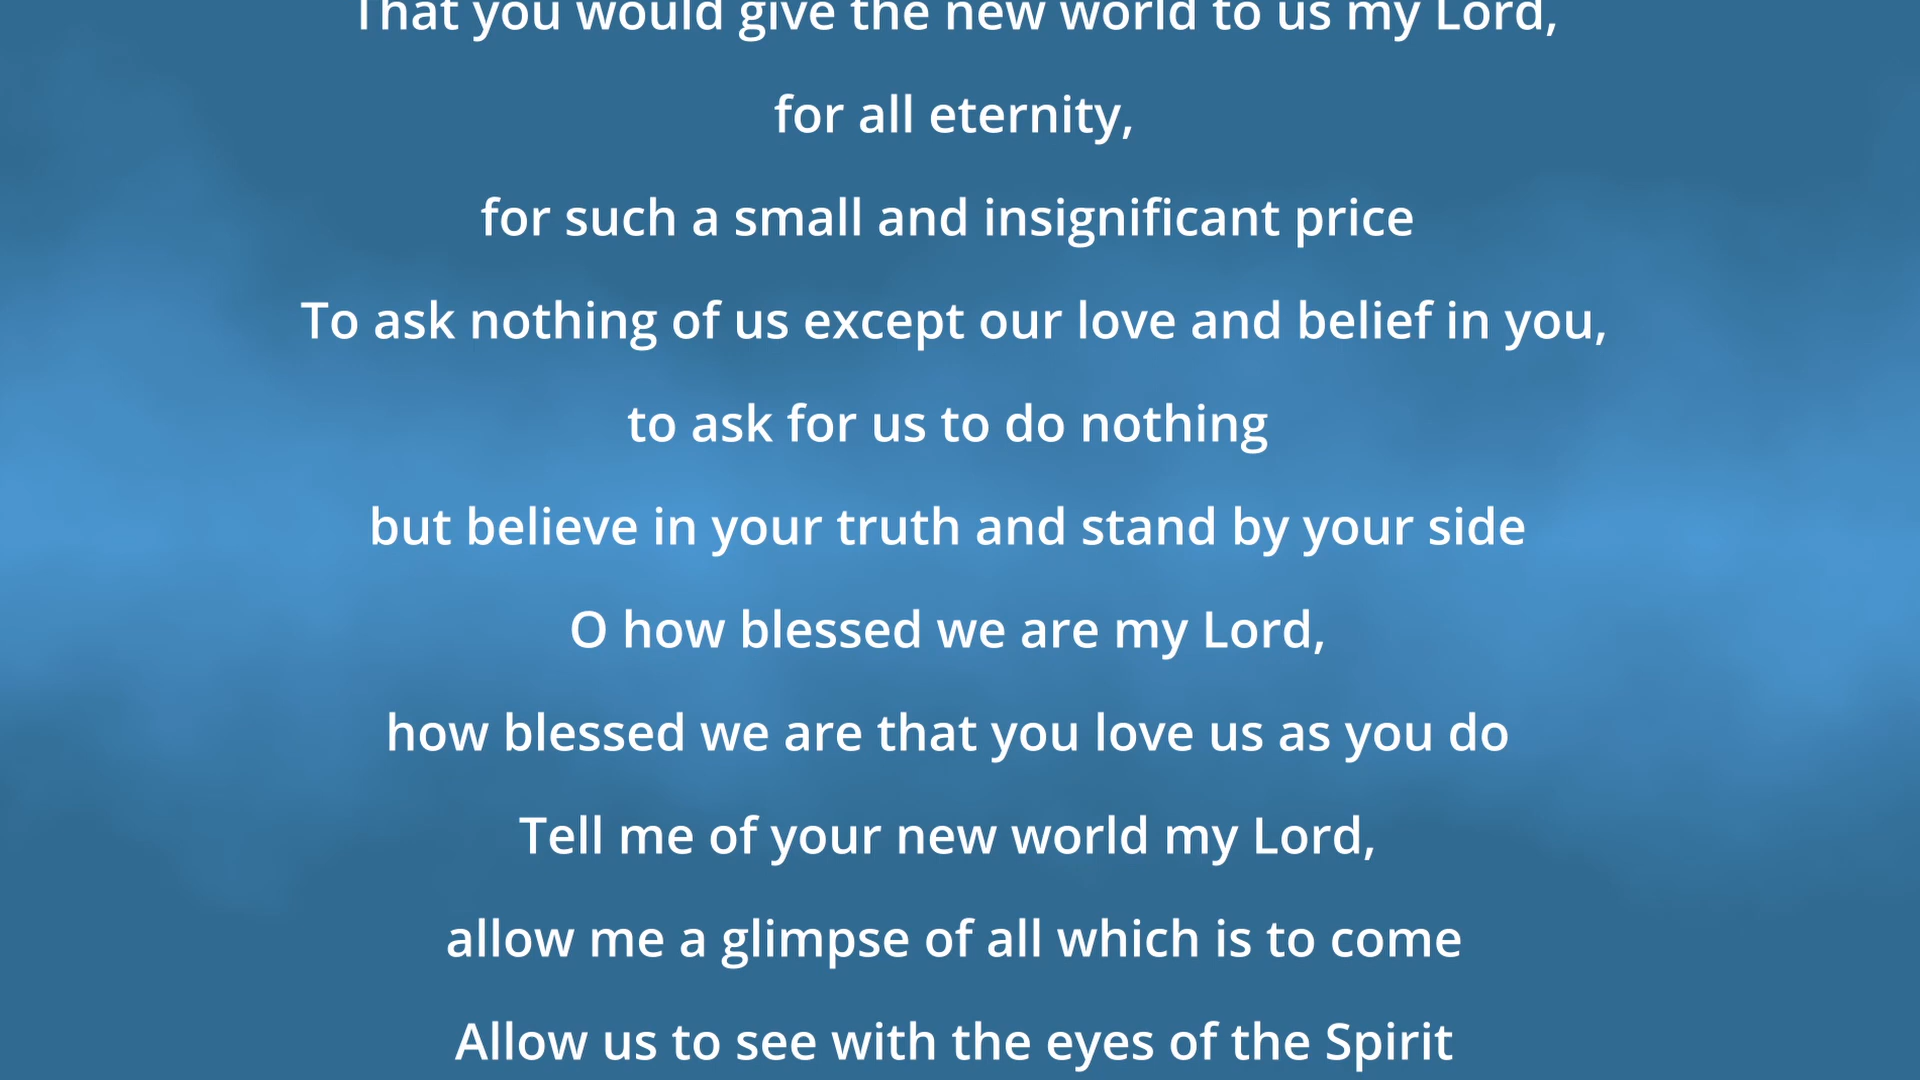 That you would give the new world to us my Lord,
for all eternity,
for such a small and insignificant price
To ask nothing of us except our love and belief in you,
to ask for us to do nothing
but believe in your truth and stand by your side
O how blessed we are my Lord,
how blessed we are that you love us as you do
Tell me of your new world my Lord,
allow me a glimpse of all which is to come
Allow us to see with the eyes of the Spirit